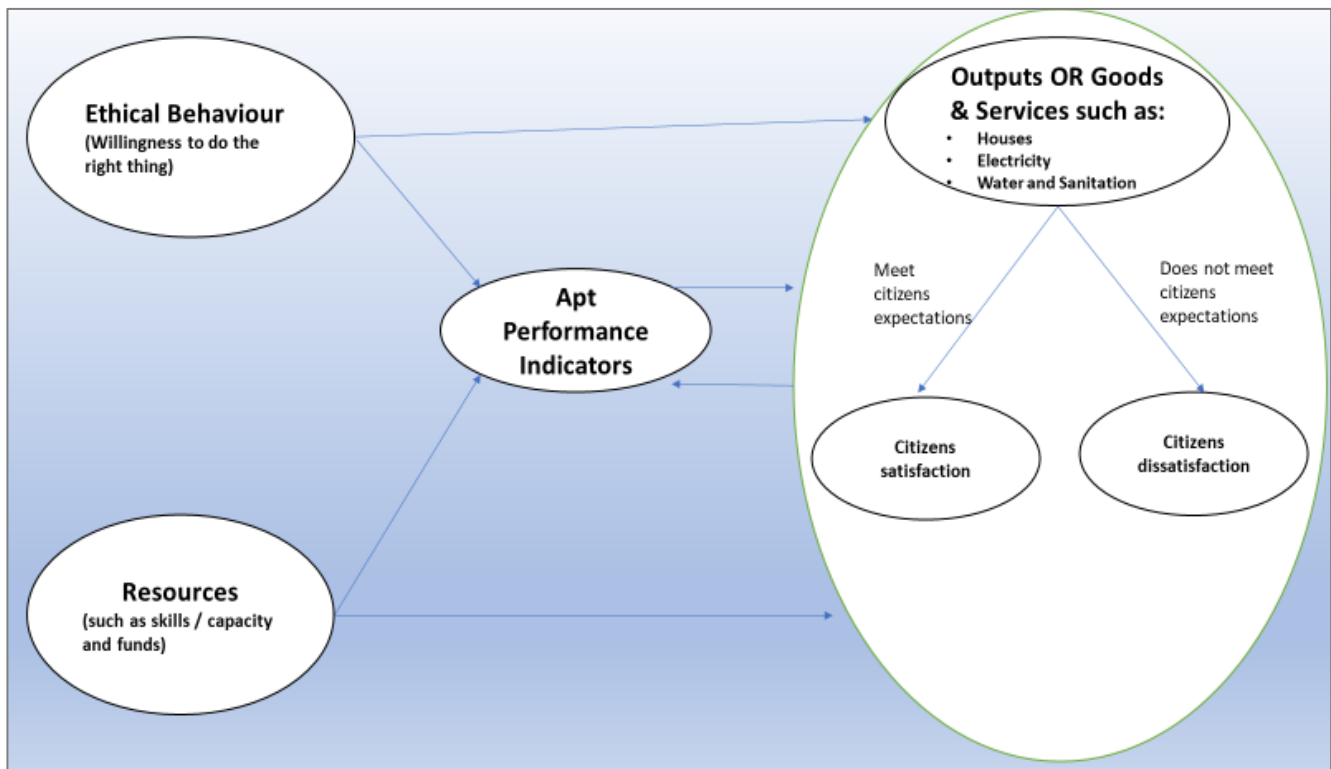 Ethical Behaviour
(Willingness to do the
right thing)
Outputs OR Goods
& Services such as:
• Houses
• Electricity
• Water and Sanitation
Meet
citizens
expectations
Does not meet
citizens
expectations
Apt
Performance
Indicators
Citizens
satisfaction
Citizens
dissatisfaction
Resources
(such as skills / capacity
and funds)